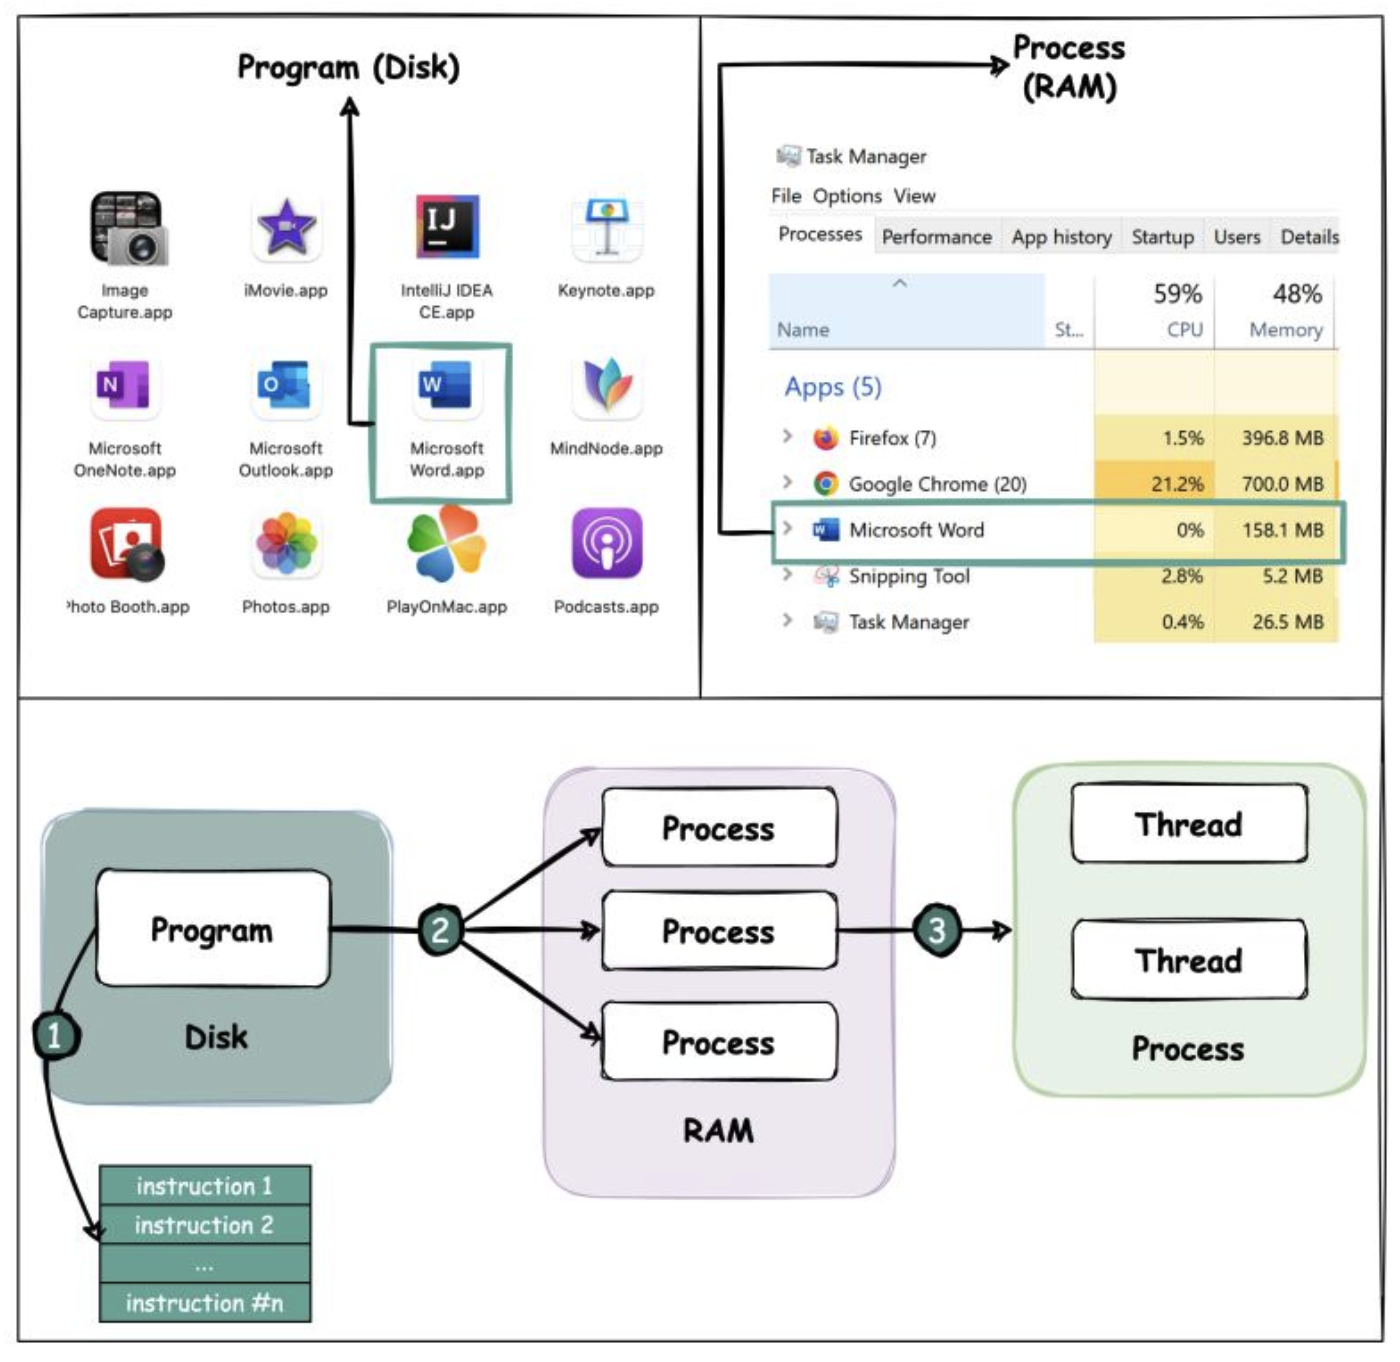 Program (Disk)
Image
Capture.app
iMovie.app
IJ
IntelliJ IDEA
CE.app
Keynote.app
N
Microsoft
OneNote.app
O
Microsoft
Outlook.app
W
Microsoft
Word.app
MindNode.app
Photo Booth.app
Photos.app
PlayOnMac.app
Podcasts.app
Process
(RAM)
Task Manager
File Options View
Processes Performance App history Startup Users Details
59% 48%
Name St... CPU Memory
Apps (5)
Firefox (7) 1.5% 396.8 MB
Google Chrome (20) 21.2% 700.0 MB
W Microsoft Word 0% 158.1 MB
Snipping Tool 2.8% 5.2 MB
Task Manager 0.4% 26.5 MB
Program
Disk
1
instruction 1
instruction 2
...
instruction #n
2
Process
Process
Process
RAM
3
Thread
Thread
Process